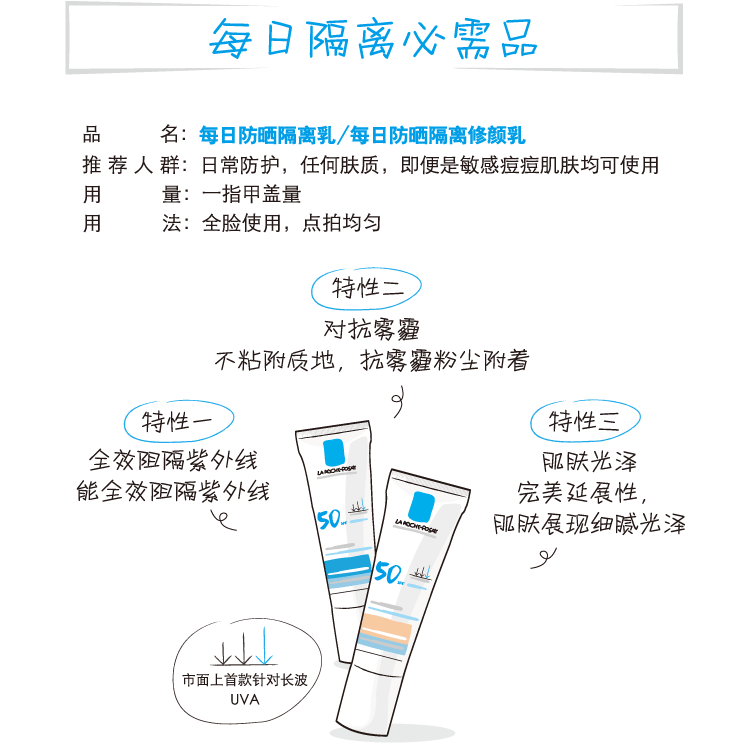 每日隔离必需品
品 名：每日防晒隔离乳/每日防晒隔离修颜乳
推荐人群：日常防护，任何肤质，即便是敏感痘痘肌肤均可使用
用 量：一指甲盖量
用 法：全脸使用，点拍均匀
特性二
对抗雾霾
不粘附质地，抗雾霾粉尘附着
特性一
全效阻隔紫外线
能全效阻隔紫外线
特性三
肌肤光泽
完美延展性，
肌肤展现细腻光泽
LA ROCHE-POSAY
50
LA ROCHE-POSAY
50
市面上首款针对长波
UVA